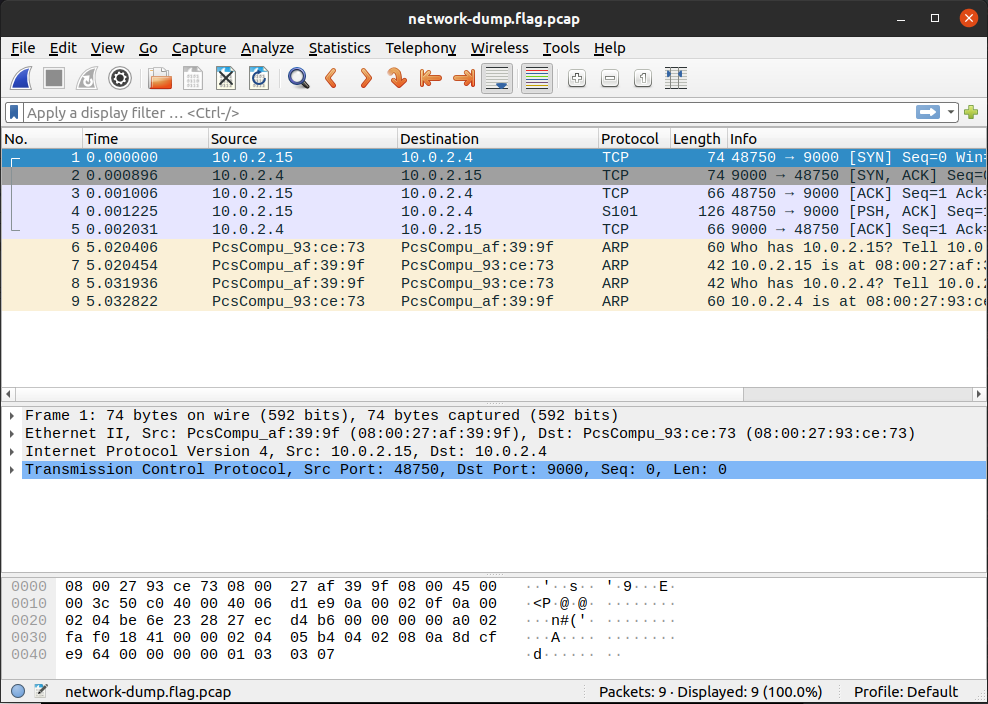 network-dump.flag.pcap
File Edit View Go Capture Analyze Statistics Telephony Wireless Tools Help
Apply a display filter … <Ctrl-/>
No. Time Source Destination Protocol Length Info
1 0.000000 10.0.2.15 10.0.2.4 TCP 74 48750 → 9000 [SYN] Seq=0 Win=
2 0.000896 10.0.2.4 10.0.2.15 TCP 74 9000 → 48750 [SYN, ACK] Seq=0
3 0.001006 10.0.2.15 10.0.2.4 TCP 66 48750 → 9000 [ACK] Seq=1 Ack=
4 0.001225 10.0.2.15 10.0.2.4 S101 126 48750 → 9000 [PSH, ACK] Seq=1
5 0.002031 10.0.2.4 10.0.2.15 TCP 66 9000 → 48750 [ACK] Seq=1 Ack=
6 5.020406 PcsCompu_93:ce:73 PcsCompu_af:39:9f ARP 60 Who has 10.0.2.15? Tell 10.0
7 5.020454 PcsCompu_af:39:9f PcsCompu_93:ce:73 ARP 42 10.0.2.15 is at 08:00:27:af:3
8 5.031936 PcsCompu_af:39:9f PcsCompu_93:ce:73 ARP 42 Who has 10.0.2.4? Tell 10.0.2
9 5.032822 PcsCompu_93:ce:73 PcsCompu_af:39:9f ARP 60 10.0.2.4 is at 08:00:27:93:ce
Frame 1: 74 bytes on wire (592 bits), 74 bytes captured (592 bits)
Ethernet II, Src: PcsCompu_af:39:9f (08:00:27:af:39:9f), Dst: PcsCompu_93:ce:73 (08:00:27:93:ce:73)
Internet Protocol Version 4, Src: 10.0.2.15, Dst: 10.0.2.4
Transmission Control Protocol, Src Port: 48750, Dst Port: 9000, Seq: 0, Len: 0
0000 08 00 27 93 ce 73 08 00 27 af 39 9f 08 00 45 00 ··'··s·· '·9···E·
0010 00 3c 50 c0 40 00 40 06 d1 e9 0a 00 02 0f 0a 00 ·<P·@·@· ········
0020 02 04 be 6e 23 28 27 ec d4 b6 00 00 00 00 a0 02 ···n#('· ········
0030 fa f0 18 41 00 00 02 04 05 b4 04 02 08 0a 8d cf ···A···· ········
0040 e9 64 00 00 00 00 01 03 03 07 ·d······ ··
network-dump.flag.pcap Packets: 9 · Displayed: 9 (100.0%) Profile: Default